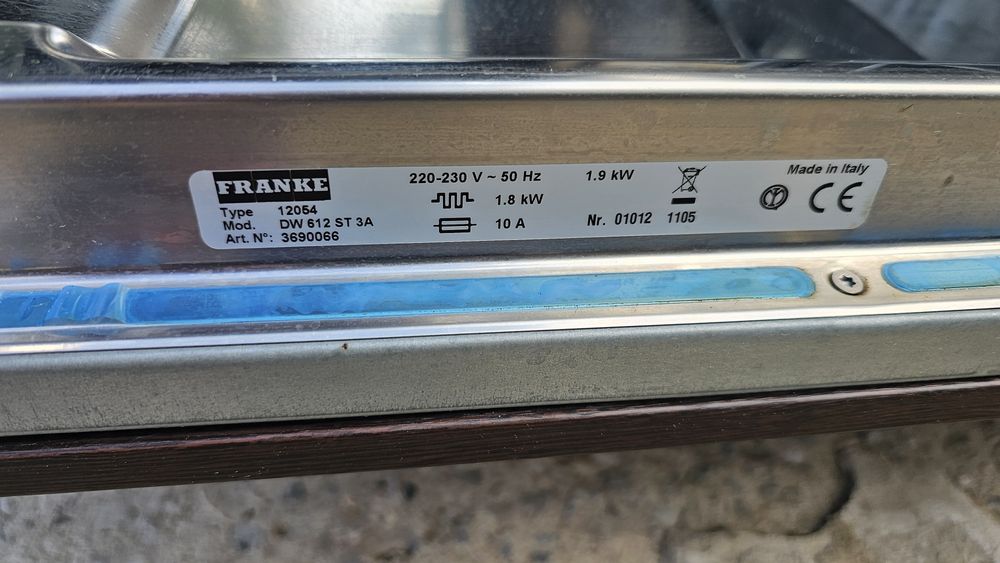 FRANKE
Type 12054
Mod. DW 612 ST 3A
Art. N°: 3690066
220-230 V ~ 50 Hz 1.9 kW
1.8 kW
10 A Nr. 01012 1105
Made in Italy
CE